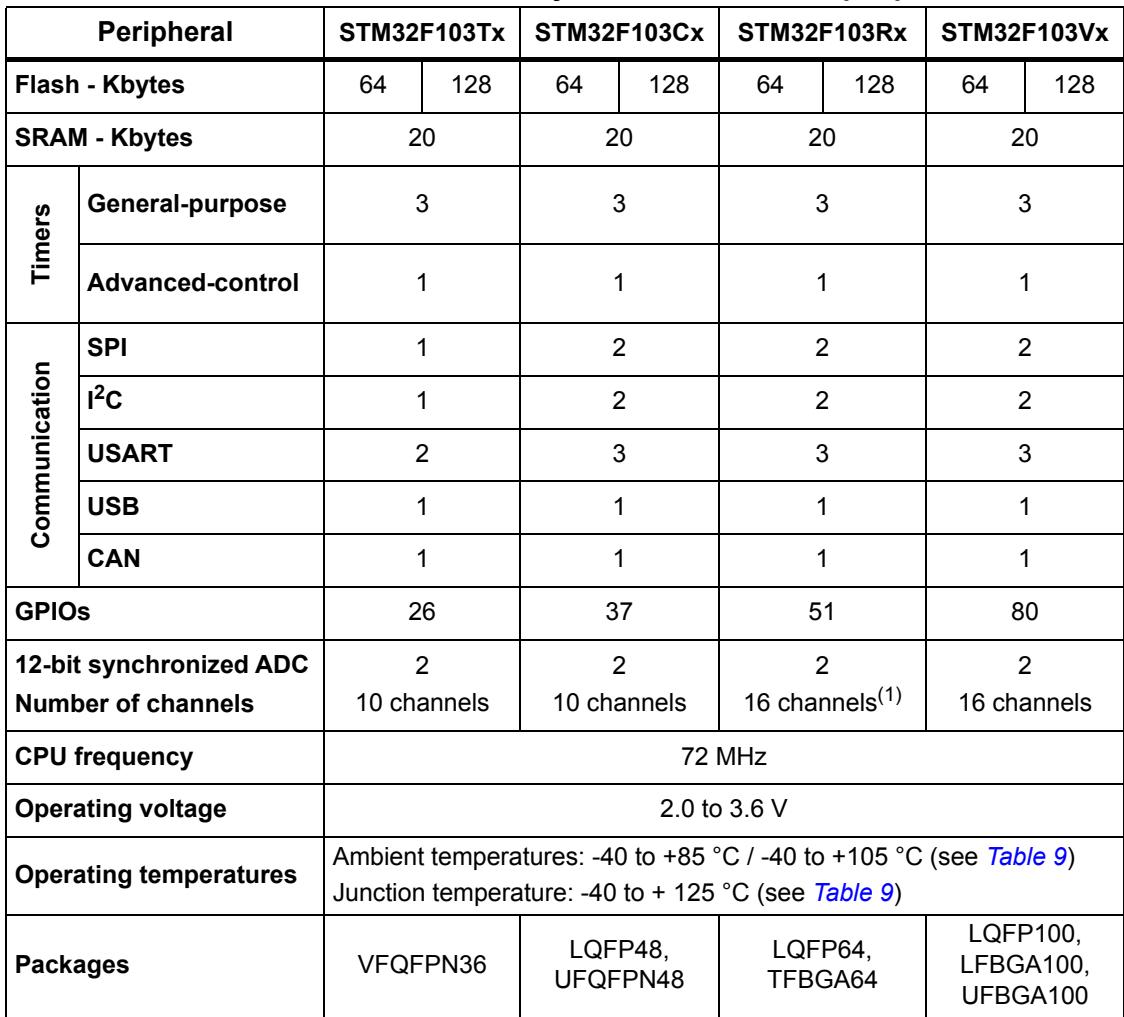 Peripheral STM32F103Tx STM32F103Cx STM32F103Rx STM32F103Vx
Flash - Kbytes 64 128 64 128 64 128 64 128
SRAM - Kbytes 20 20 20 20
Timers
General-purpose 3 3 3 3
Advanced-control 1 1 1 1
Communication
SPI 1 2 2 2
I²C 1 2 2 2
USART 2 3 3 3
USB 1 1 1 1
CAN 1 1 1 1
GPIOs 26 37 51 80
12-bit synchronized ADC 2 2 2 2
Number of channels 10 channels 10 channels 16 channels(1) 16 channels
CPU frequency 72 MHz
Operating voltage 2.0 to 3.6 V
Operating temperatures
Ambient temperatures: -40 to +85 °C / -40 to +105 °C (see Table 9)
Junction temperature: -40 to + 125 °C (see Table 9)
Packages VFQFPN36
LQFP48,
UFQFPN48
LQFP64,
TFBGA64
LQFP100,
LFBGA100,
UFBGA100